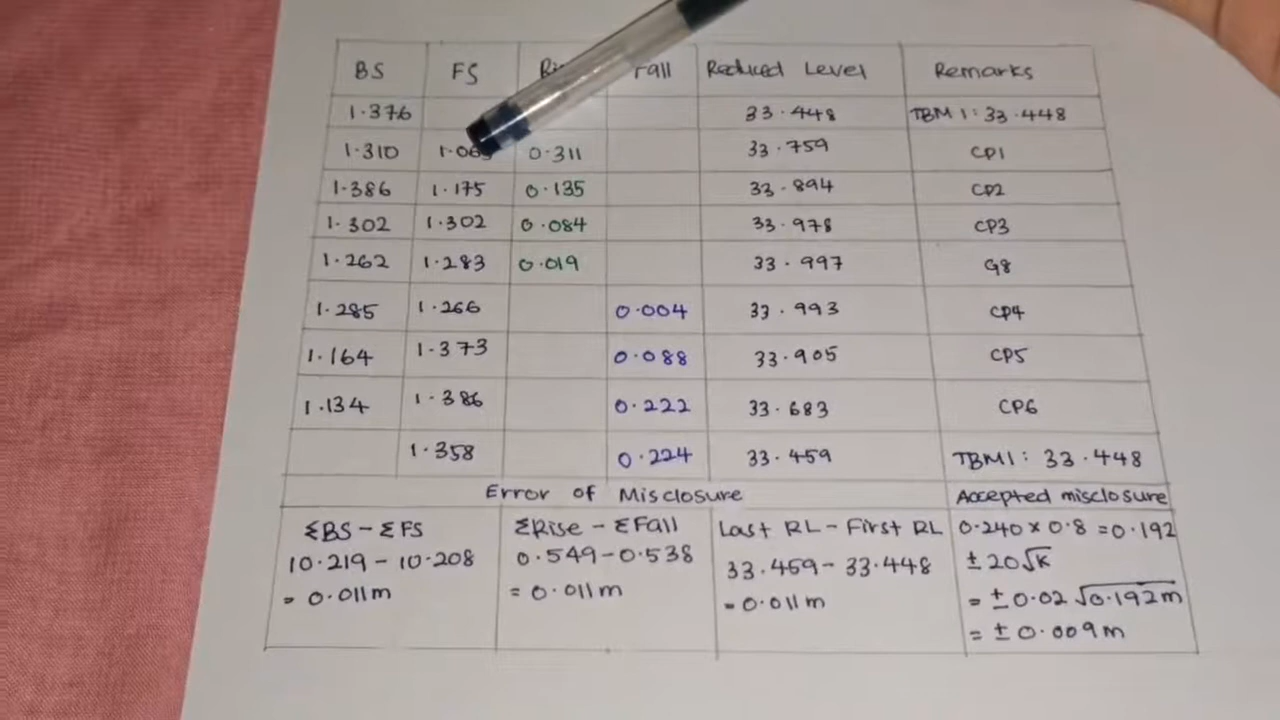 BS FS Fall Reduced Level Remarks
1.376 33.448 TBM 1: 33.448
1.310 0.311 33.759 CP1
1.386 1.175 0.135 33.894 CP2
1.302 1.302 0.084 33.978 CP3
1.262 1.283 0.019 33.997 G8
1.285 1.266 0.004 33.993 CP4
1.164 1.373 0.088 33.905 CP5
1.134 1.386 0.222 33.683 CP6
1.358 0.224 33.459 TBM1: 33.448
Error of Misclosure Accepted misclosure
ΣBS - ΣFS ΣRise - ΣFall Last RL - First RL 0.240 x 0.8 = 0.192
10.219 - 10.208 0.549 - 0.538 33.459 - 33.448 ± 20√K
= 0.011m = 0.011m = 0.011m = ± 0.02 √0.192m
= ± 0.009m